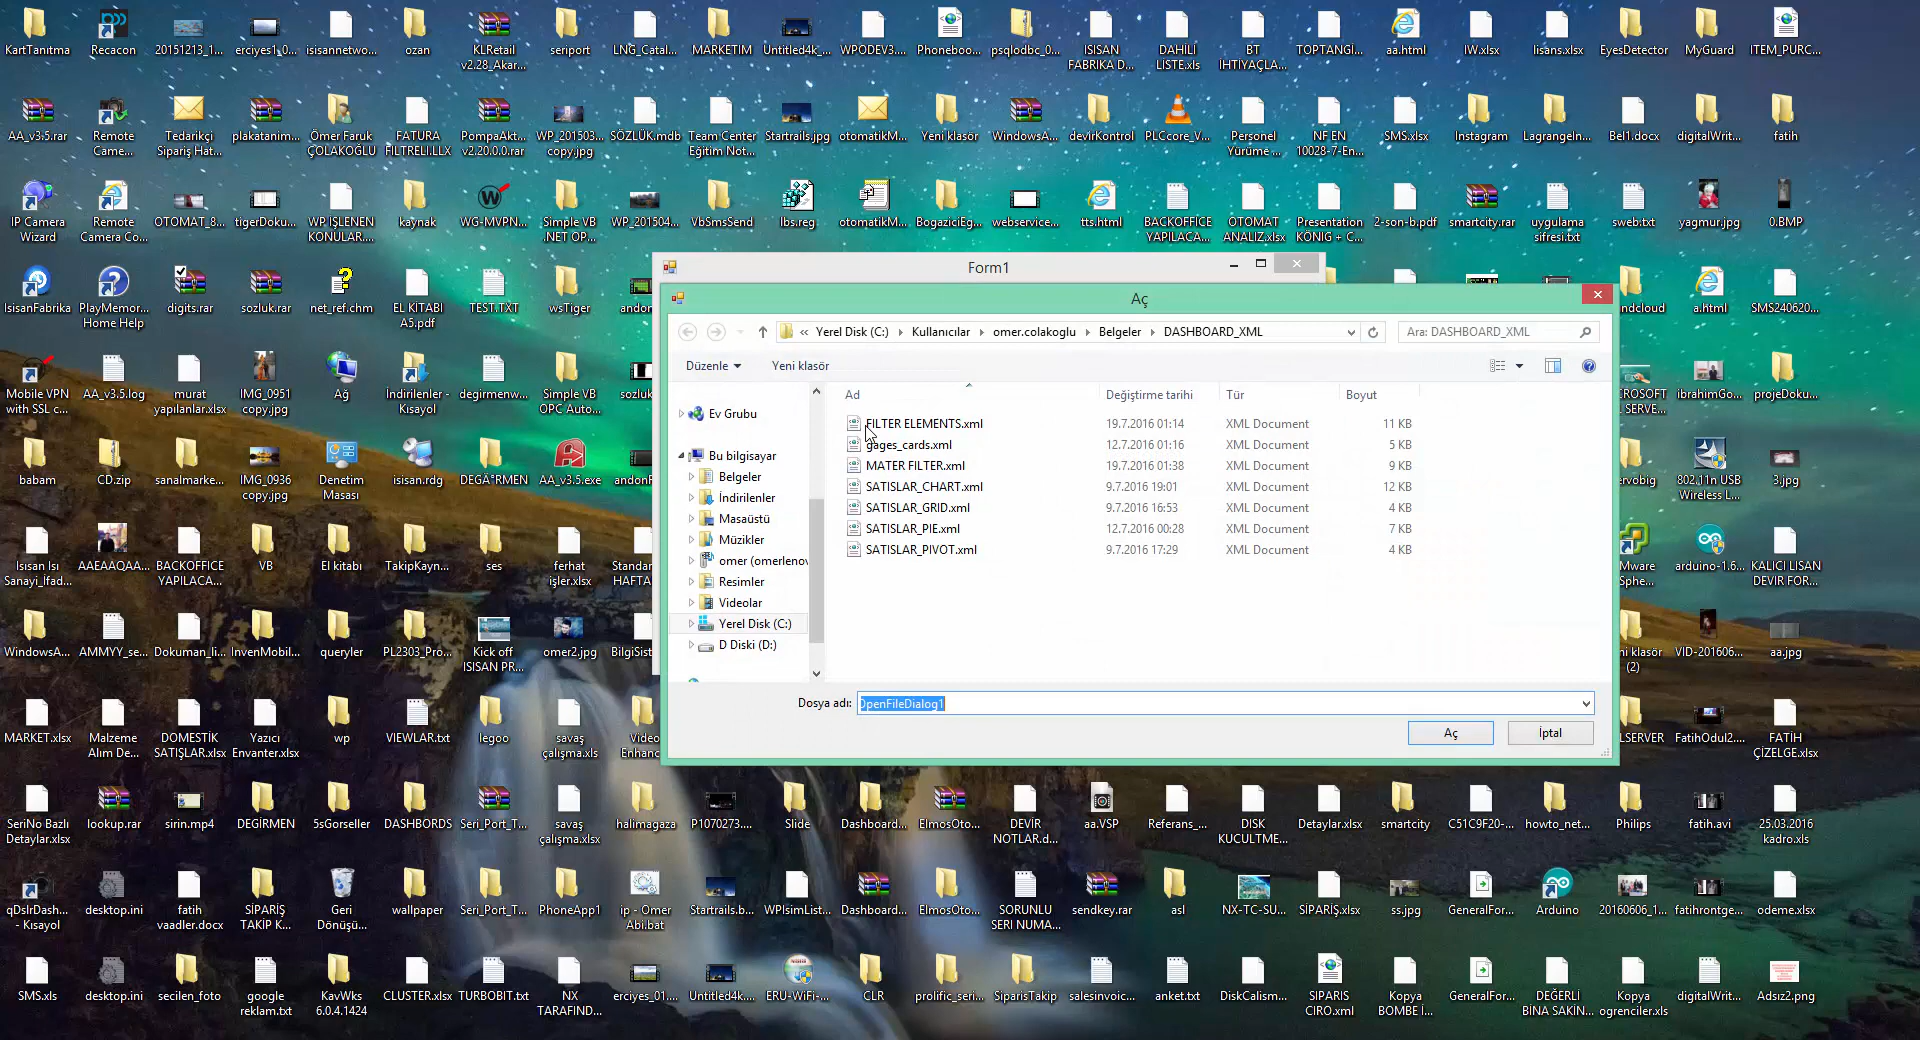 KartTanıtma
Recacon
20151213_1...
erciyes1_0...
isisannetwo...
ozan
KLRetail
v2.28_Akar...
seriport
LNG_Catal...
MARKETIM
Untitled4k_...
WPODEV3....
Phoneboo...
psqlodbc_0...
ISISAN
FABRIKA D...
DAHİLİ
LİSTE.xls
BT
IHTIYAÇLA...
TOPTANGI...
aa.html
IW.xlsx
lisans.xlsx
EyesDetector
MyGuard
ITEM_PURC...
AA_v3.5.rar
Remote
Came...
Tedarikçi
Sipariş Hat...
plakatanim...
Ömer Faruk
ÇOLAKOĞLU
FATURA
FILTRELI.LLX
PompaAkt...
v2.20.0.0.rar
WP_201503...
copy.jpg
SÖZLÜK.mdb
Team Center
Eğitim Not...
Startrails.jpg
otomatikM...
Yeni klasör
WindowsA...
devirKontrol
PLCcore_V...
Personel
Yürüme ...
NF EN
10028-7-En...
SMS.xlsx
Instagram
LagrangeIn...
Bel1.docx
digitalWrit...
fatih
IP Camera
Wizard
Remote
Camera Co...
OTOMAT_8...
tigerDoku...
WP İŞLENEN
KONULAR....
kaynak
WG-MVPN...
Simple VB
.NET OP...
WP_201504...
VbSmsSend
lbs.reg
otomatikM...
BogaziciEg...
webservice...
tts.html
BACKOFFİCE
YAPILACA...
OTOMAT
ANALİZ.xlsx
Presentation
KÖNIG + C...
2-son-b.pdf
smartcity.rar
uygulama
sifresi.txt
sweb.txt
yagmur.jpg
0.BMP
IsisanFabrika
PlayMemor...
Home Help
digits.rar
sozluk.rar
net_ref.chm
EL KİTABI
A5.pdf
TEST.TXT
wsTiger
andon
ndcloud
a.html
SMS240620...
Form1
Aç
« Yerel Disk (C:) Kullanıcılar omer.colakoglu Belgeler DASHBOARD_XML
Ara: DASHBOARD_XML
Düzenle
Yeni klasör
Ad
Değiştirme tarihi
Tür
Boyut
Ev Grubu
Bu bilgisayar
Belgeler
İndirilenler
Masaüstü
Müzikler
omer (omerlenov
Resimler
Videolar
Yerel Disk (C:)
D Diski (D:)
FILTER ELEMENTS.xml 19.7.2016 01:14 XML Document 11 KB
gages_cards.xml 12.7.2016 01:16 XML Document 5 KB
MATER FILTER.xml 19.7.2016 01:38 XML Document 9 KB
SATISLAR_CHART.xml 9.7.2016 19:01 XML Document 12 KB
SATISLAR_GRID.xml 9.7.2016 16:53 XML Document 4 KB
SATISLAR_PIE.xml 12.7.2016 00:28 XML Document 7 KB
SATISLAR_PIVOT.xml 9.7.2016 17:29 XML Document 4 KB
Dosya adı: OpenFileDialog1
Aç
İptal
Mobile VPN
with SSL c...
AA_v3.5.log
murat
yapılanlar.xlsx
IMG_0951
copy.jpg
Ağ
İndirilenler -
Kısayol
degirmenw...
Simple VB
OPC Auto...
sozluk
ROSOFT
L SERVE...
ibrahimGo...
projeDoku...
babam
CD.zip
sanalmarke...
IMG_0936
copy.jpg
Denetim
Masası
isisan.rdg
DEGA°RMEN
AA_v3.5.exe
andonF
ervobig
802.11n USB
Wireless L...
3.jpg
Isısan Isı
Sanayi_İfad...
AAEAAQAA...
BACKOFFICE
YAPILACA...
VB
El kitabı
TakipKayn...
ses
ferhat
işler.xlsx
Standar
HAFTA
Mware
Sphe...
arduino-1.6...
KALICI LISAN
DEVIR FOR...
WindowsA...
AMMYY_se...
Dokuman_li...
InvenMobil...
queryler
PL2303_Pro...
Kick off
ISISAN PR...
omer2.jpg
BilgiSist
ni klasör
(2)
VID-201606...
aa.jpg
MARKET.xlsx
Malzeme
Alım De...
DOMESTİK
SATIŞLAR.xlsx
Yazıcı
Envanter.xlsx
wp
VIEWLAR.txt
legoo
savaş
çalışma.xls
Video
Enhanc
LSERVER
FatihOdul2....
FATİH
ÇİZELGE.xlsx
SeriNo Bazlı
Detaylar.xlsx
lookup.rar
sirin.mp4
DEGİRMEN
5sGorseller
DASHBORDS
Seri_Port_T...
savaş
çalışma.xlsx
halimagaza
P1070273....
Slide
Dashboard...
ElmosOto...
DEVİR
NOTLAR.d...
aa.VSP
Referans_...
DISK
KUCULTME...
Detaylar.xlsx
smartcity
C51C9F20-...
howto_net...
Philips
fatih.avi
25.03.2016
kadro.xls
qDslrDash...
- Kısayol
desktop.ini
fatih
vaadler.docx
SİPARİŞ
TAKİP K...
Geri
Dönüşü...
wallpaper
Seri_Port_T...
PhoneApp1
ip - Omer
Abi.bat
Startrails.b...
WPIsimList...
Dashboard...
ElmosOto...
SORUNLU
SERI NUMA...
sendkey.rar
asl
NX-TC-SU...
SİPARİŞ.xlsx
ss.jpg
GeneralFor...
Arduino
20160606_1...
fatihrontge...
odeme.xlsx
SMS.xls
desktop.ini
secilen_foto
google
reklam.txt
KavWks
6.0.4.1424
CLUSTER.xlsx
TURBOBIT.txt
NX
TARAFIND...
erciyes_01....
Untitled4k....
ERU-WiFi-...
CLR
prolific_seri...
SiparisTakip
salesinvoic...
anket.txt
DiskCalism...
SIPARIS
CIRO.xml
Kopya
BOMBE İ...
GeneralFor...
DEĞERLİ
BİNA SAKİN...
Kopya
ogrenciler.xls
digitalWrit...
Adsız2.png